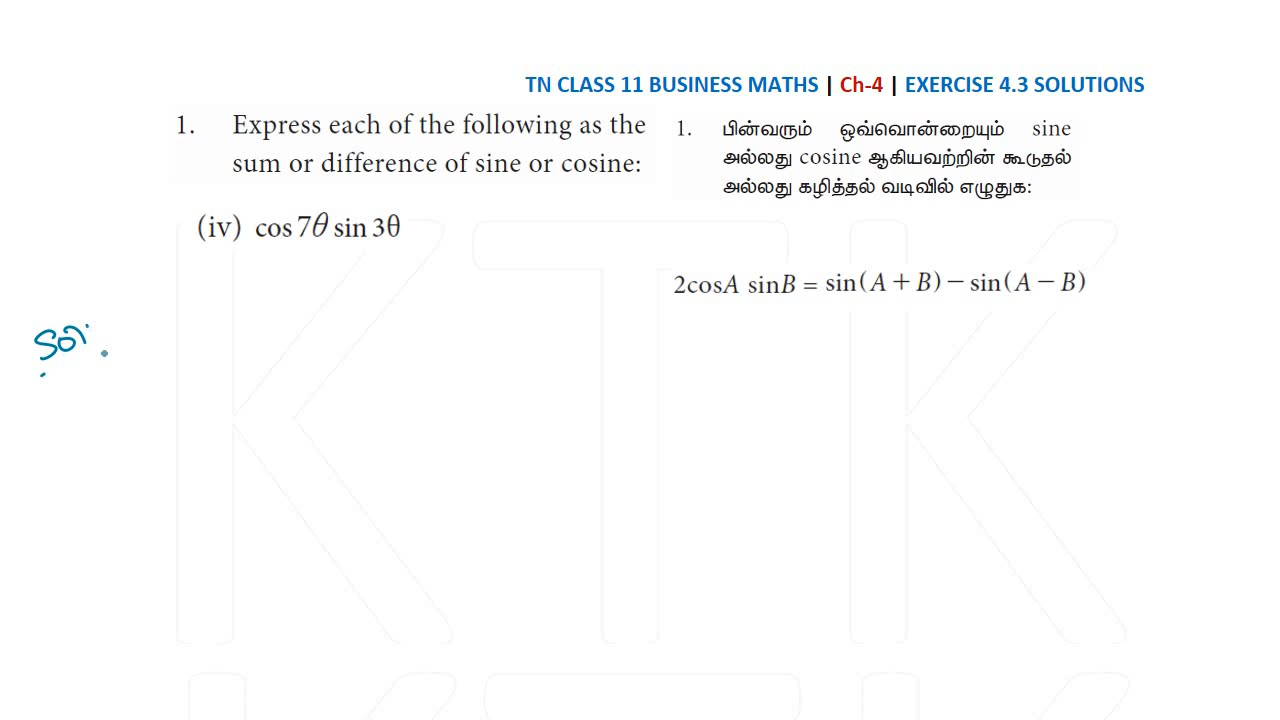 TN CLASS 11 BUSINESS MATHS | Ch-4 | EXERCISE 4.3 SOLUTIONS
1. Express each of the following as the
sum or difference of sine or cosine:
1. பின்வரும் ஒவ்வொன்றையும் sine
அல்லது cosine ஆகியவற்றின் கூடுதல்
அல்லது கழித்தல் வடிவில் எழுதுக:
(iv) cos 7θ sin 3θ
2cosA sinB = sin(A + B) − sin(A − B)
KTK